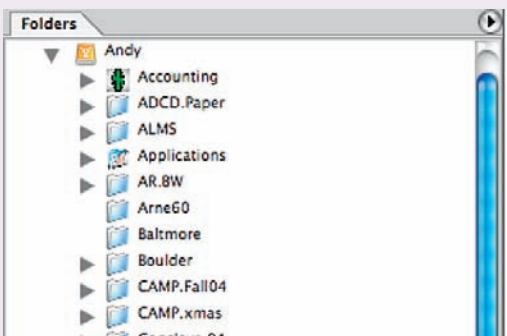 Folders
Andy
Accounting
ADCD.Paper
ALMS
Applications
AR.BW
Arne60
Baltmore
Boulder
CAMP.Fall04
CAMP.xmas